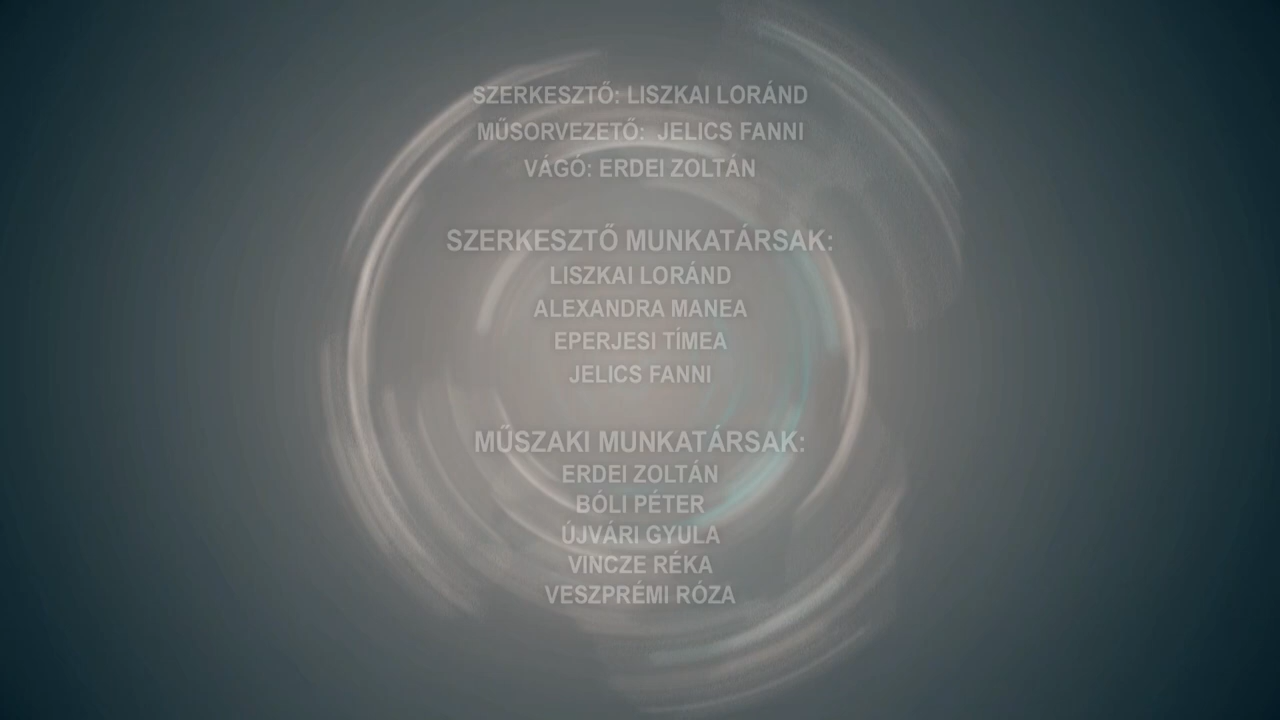 SZERKESZTŐ: LISZKAI LORÁND
MŰSORVEZETŐ: JELICS FANNI
VÁGÓ: ERDEI ZOLTÁN
SZERKESZTŐ MUNKATÁRSAK:
LISZKAI LORÁND
ALEXANDRA MANEA
EPERJESI TÍMEA
JELICS FANNI
MŰSZAKI MUNKATÁRSAK:
ERDEI ZOLTÁN
BÓLI PÉTER
ÚJVÁRI GYULA
VINCZE RÉKA
VESZPRÉMI RÓZA